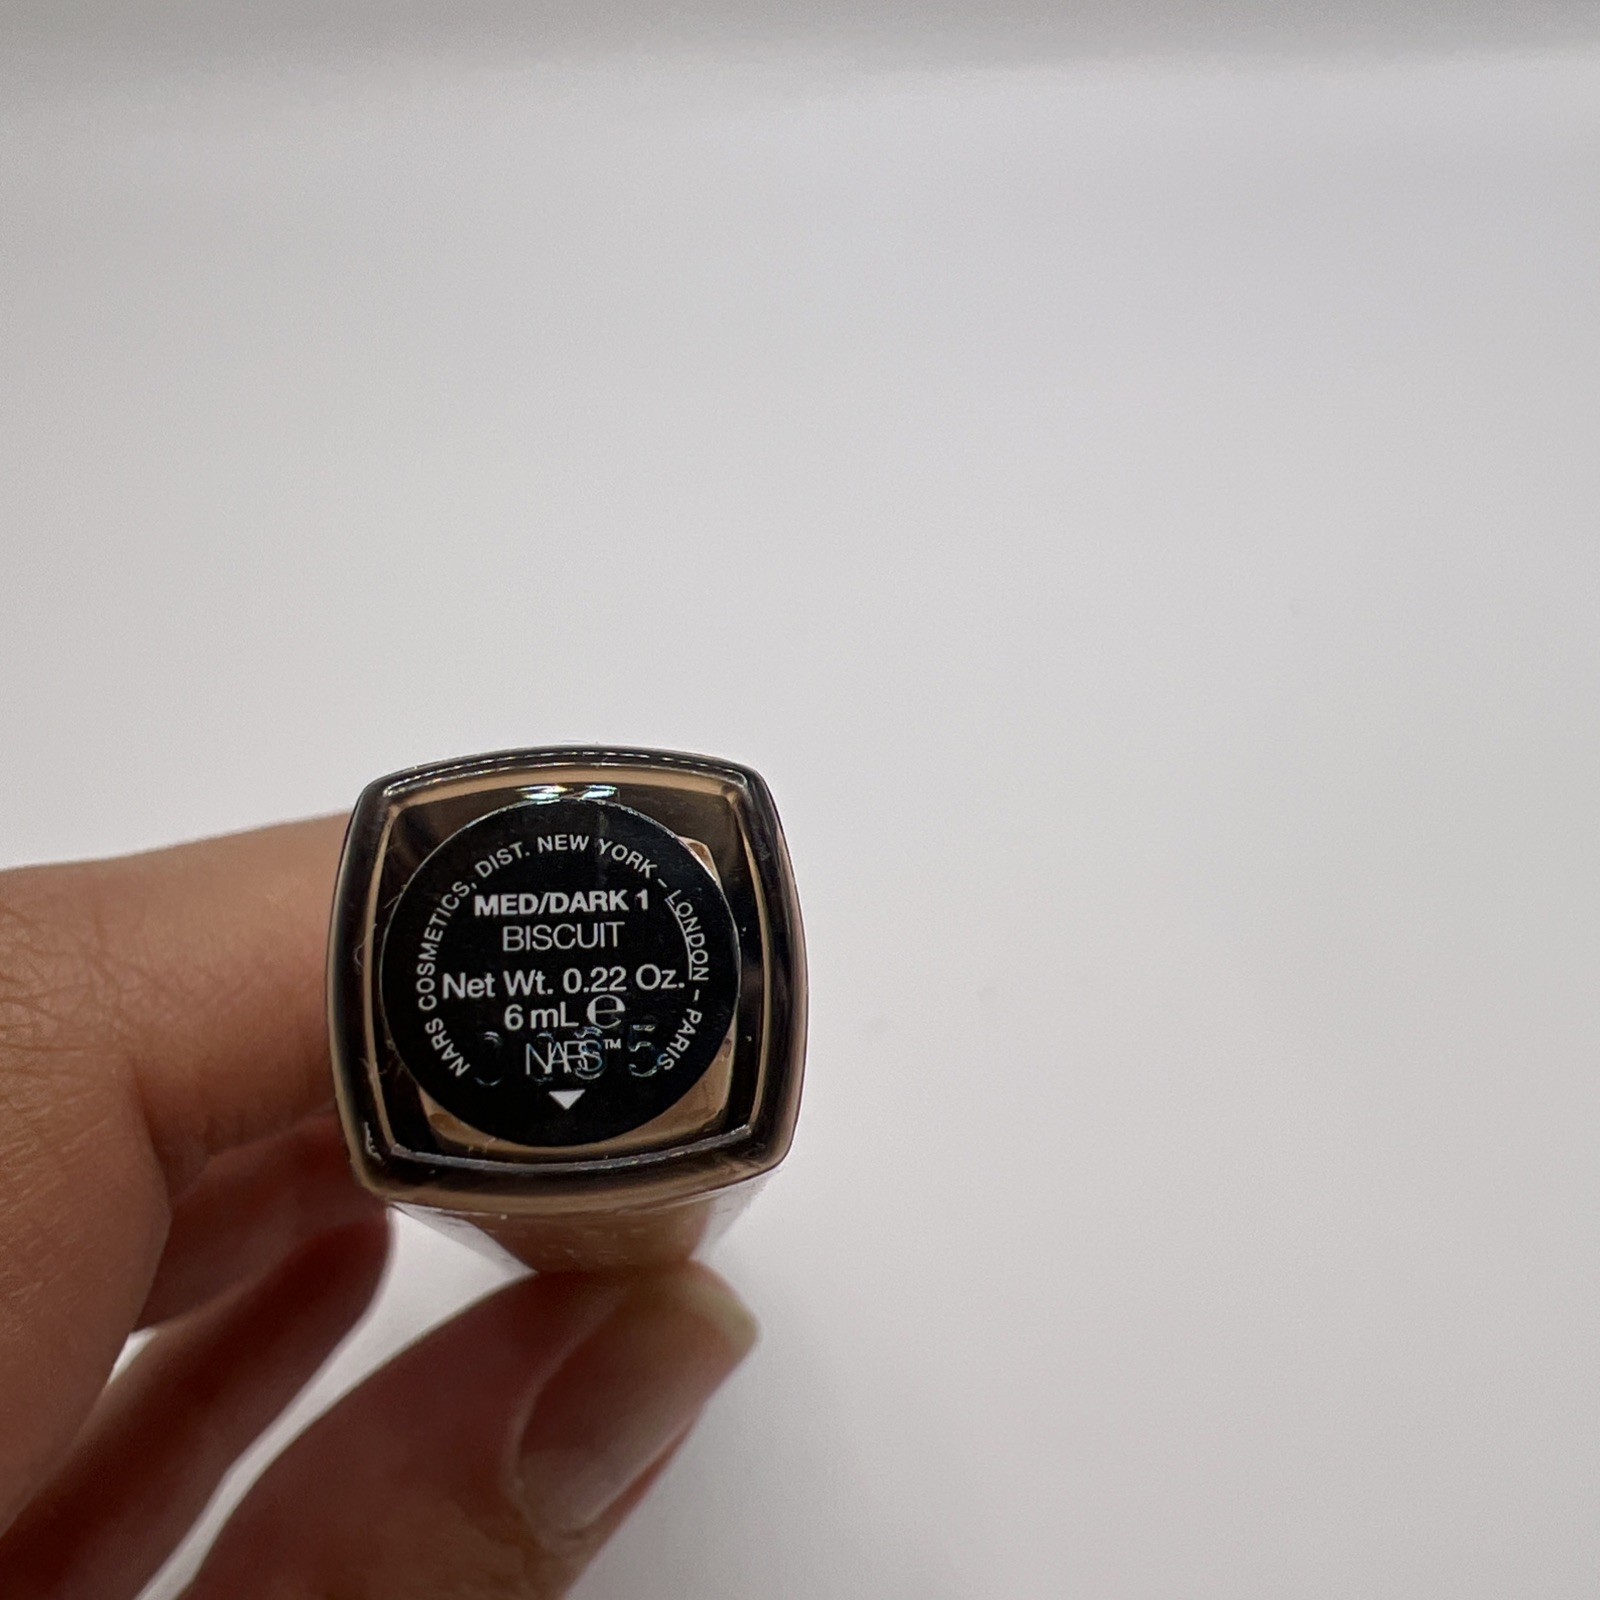 NARS COSMETICS, DIST. NEW YORK – LONDON – PARIS
MED/DARK 1
BISCUIT
Net Wt. 0.22 Oz.
6 mL ℮
NARS™